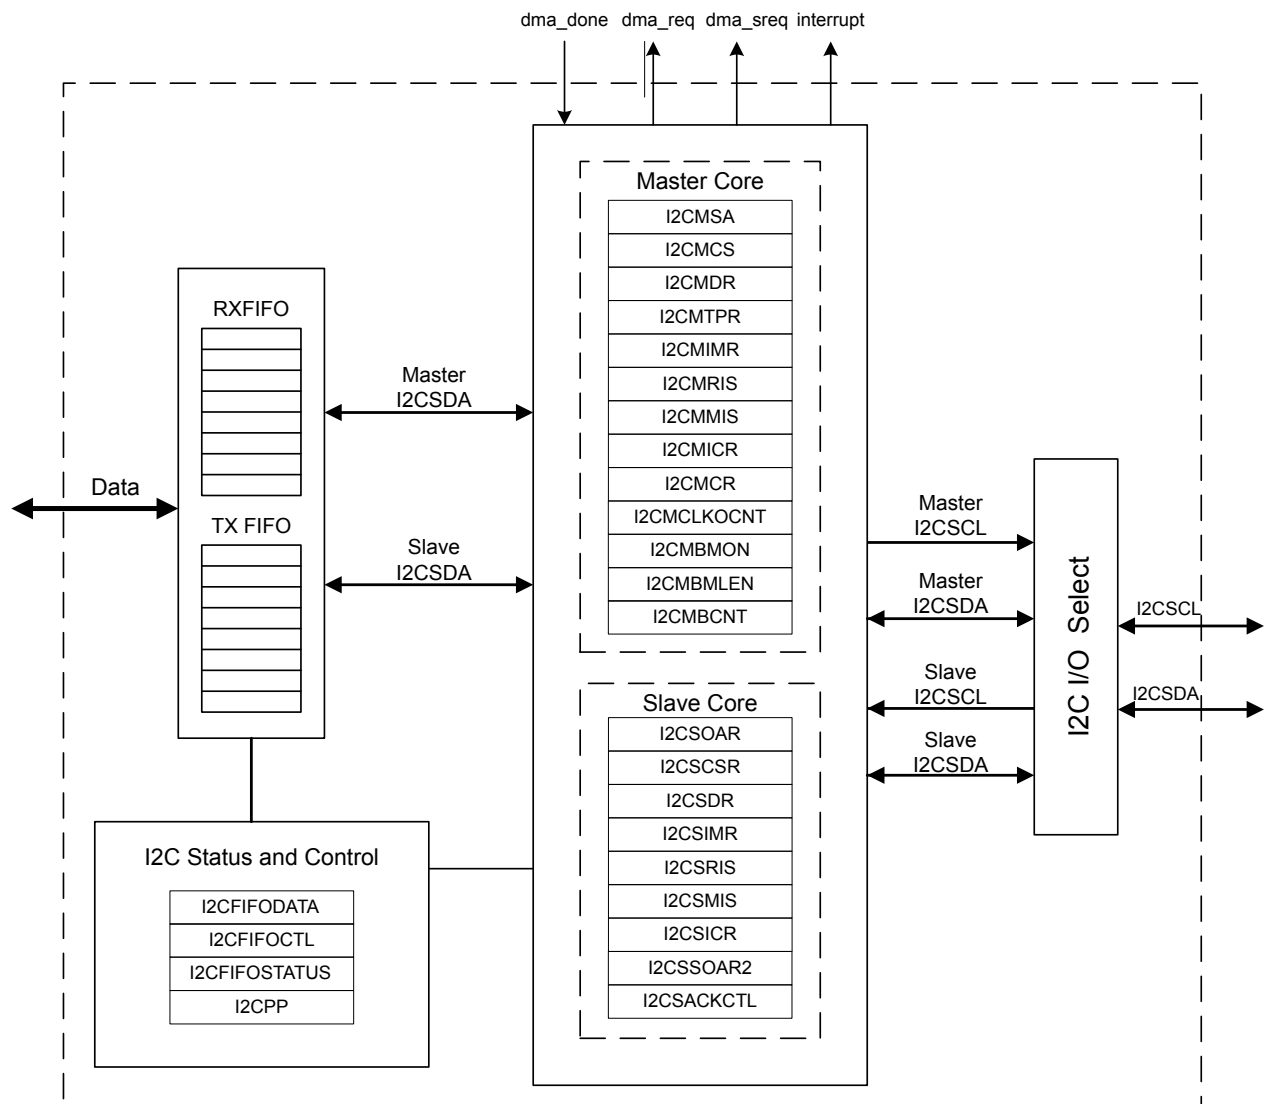 dma_done dma_req dma_sreq interrupt
Master Core
I2CMSA
I2CMCS
I2CMDR
I2CMTPR
I2CMIMR
I2CMRIS
I2CMMIS
I2CMICR
I2CMCR
I2CMCLKOCNT
I2CMBMON
I2CMBMLEN
I2CMBCNT
Slave Core
I2CSOAR
I2CSCSR
I2CSDR
I2CSIMR
I2CSRIS
I2CSMIS
I2CSICR
I2CSSOAR2
I2CSACKCTL
RXFIFO
TX FIFO
Data
Master
I2CSDA
Slave
I2CSDA
I2C Status and Control
I2CFIFODATA
I2CFIFOCTL
I2CFIFOSTATUS
I2CPP
Master
I2CSCL
Master
I2CSDA
Slave
I2CSCL
Slave
I2CSDA
I2C I/O Select
I2CSCL
I2CSDA